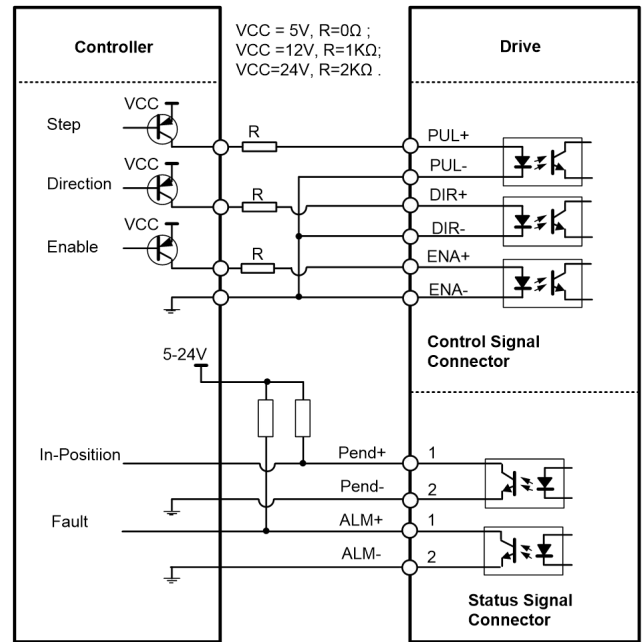 Controller
VCC = 5V, R=0Ω ;
VCC =12V, R=1KΩ;
VCC=24V, R=2KΩ .
Drive
VCC
Step
R
PUL+
VCC
PUL-
Direction
R
DIR+
VCC
DIR-
Enable
R
ENA+
ENA-
Control Signal
Connector
5-24V
In-Positiion
Pend+
1
Pend-
2
Fault
ALM+
1
ALM-
2
Status Signal
Connector